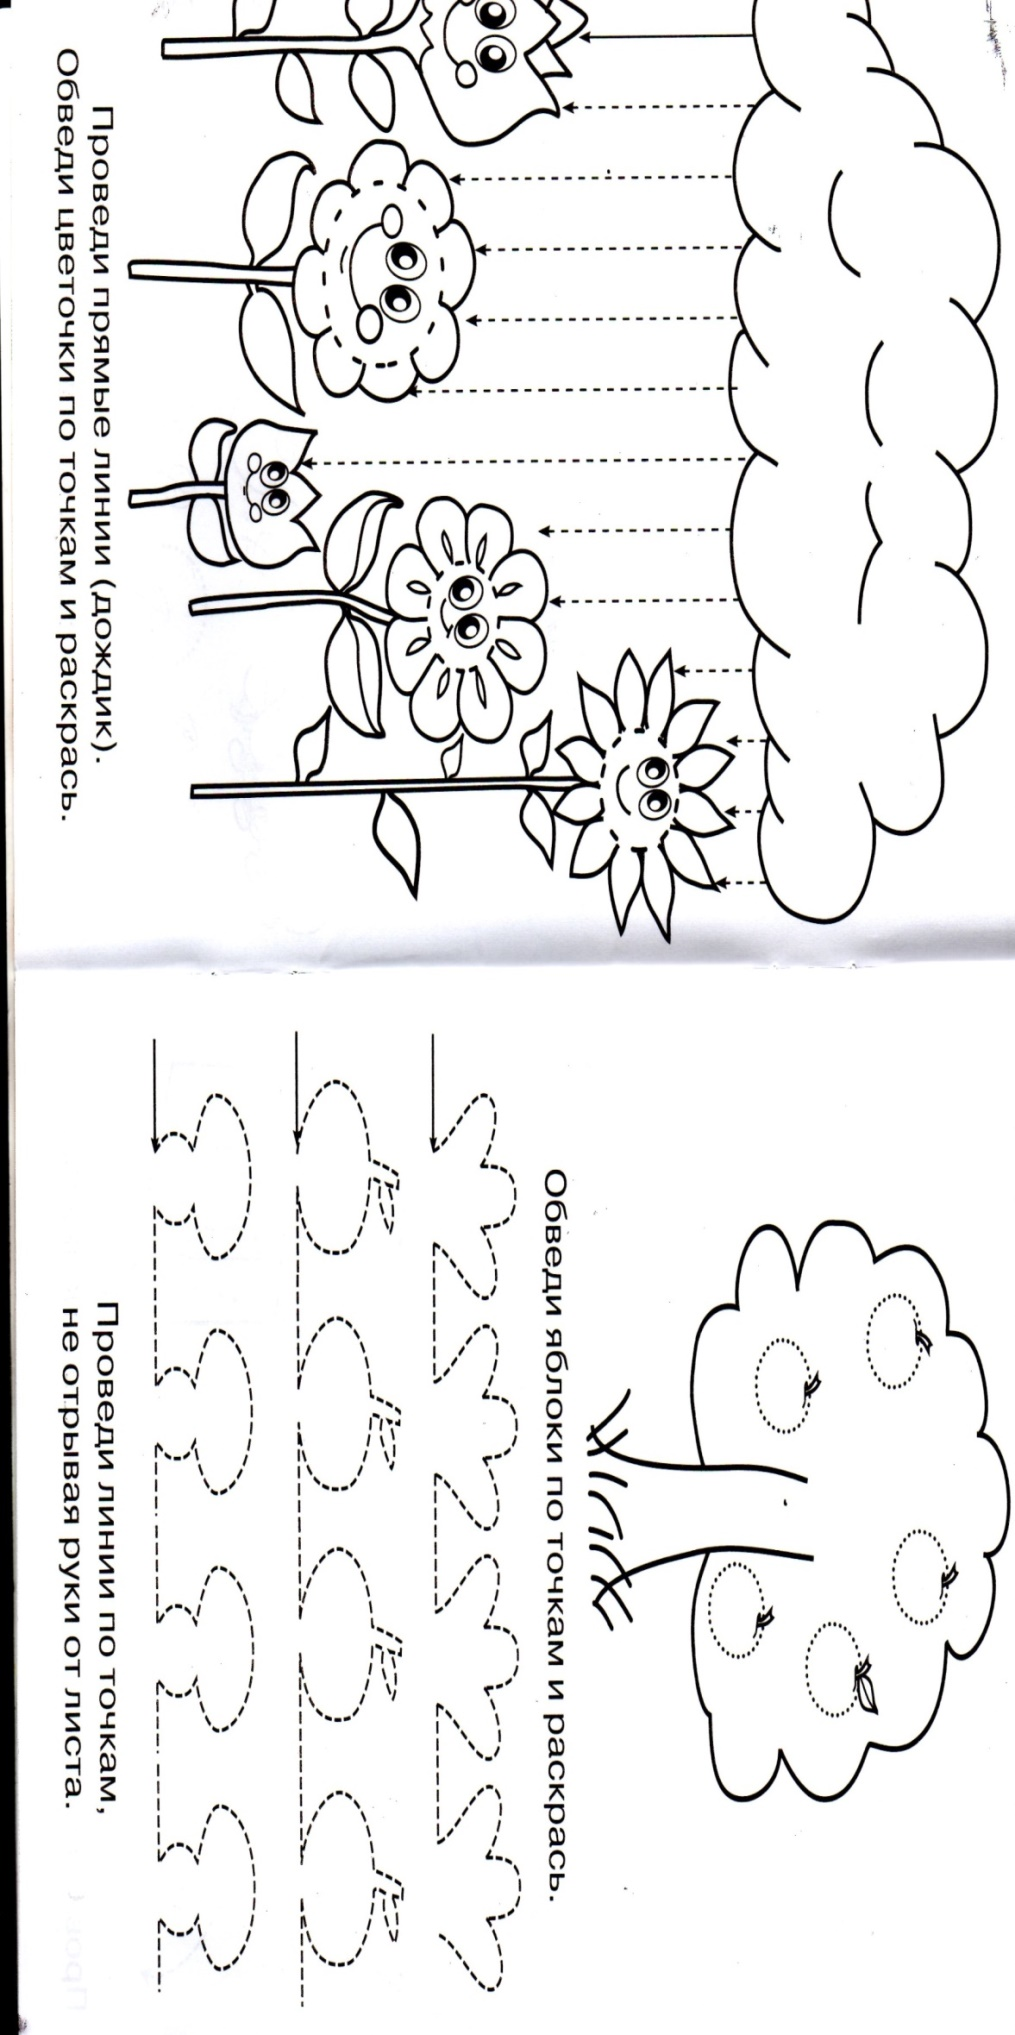 Проведи прямые линии (дождик).
Обведи цветочки по точкам и раскрась.
Обведи яблоки по точкам и раскрась.
Проведи линии по точкам,
не отрывая руки от листа.